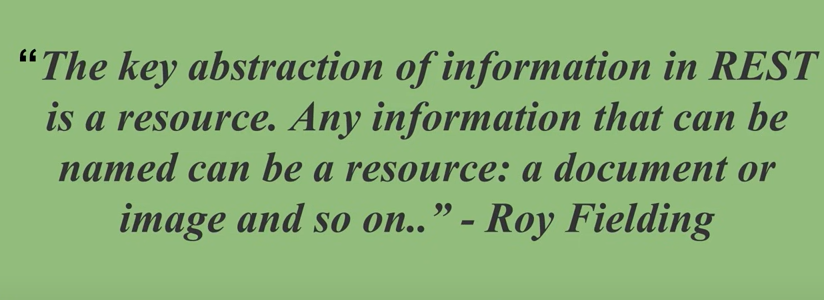 “The key abstraction of information in REST
is a resource. Any information that can be
named can be a resource: a document or
image and so on..” - Roy Fielding